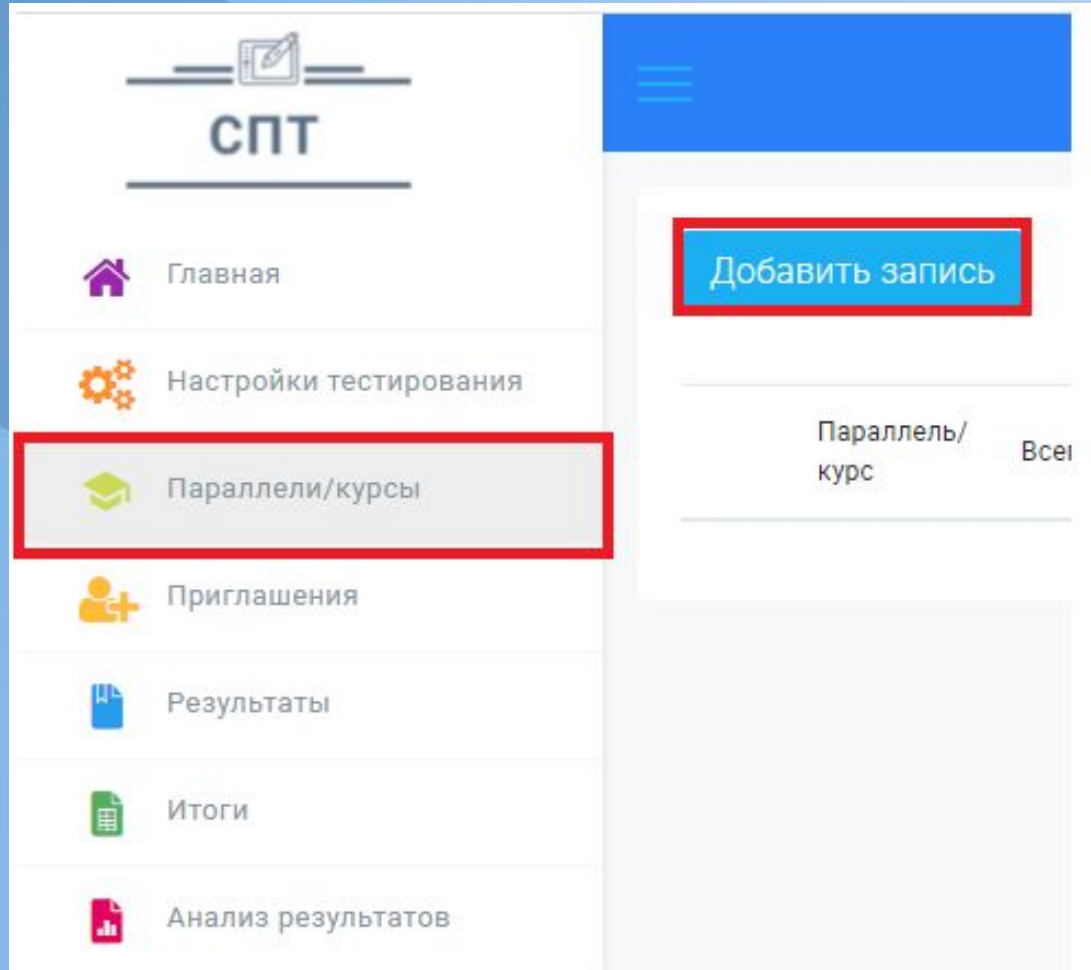 СПТ
Главная
Настройки тестирования
Параллели/курсы
Приглашения
Результаты
Итоги
Анализ результатов
Добавить запись
Параллель/
курс